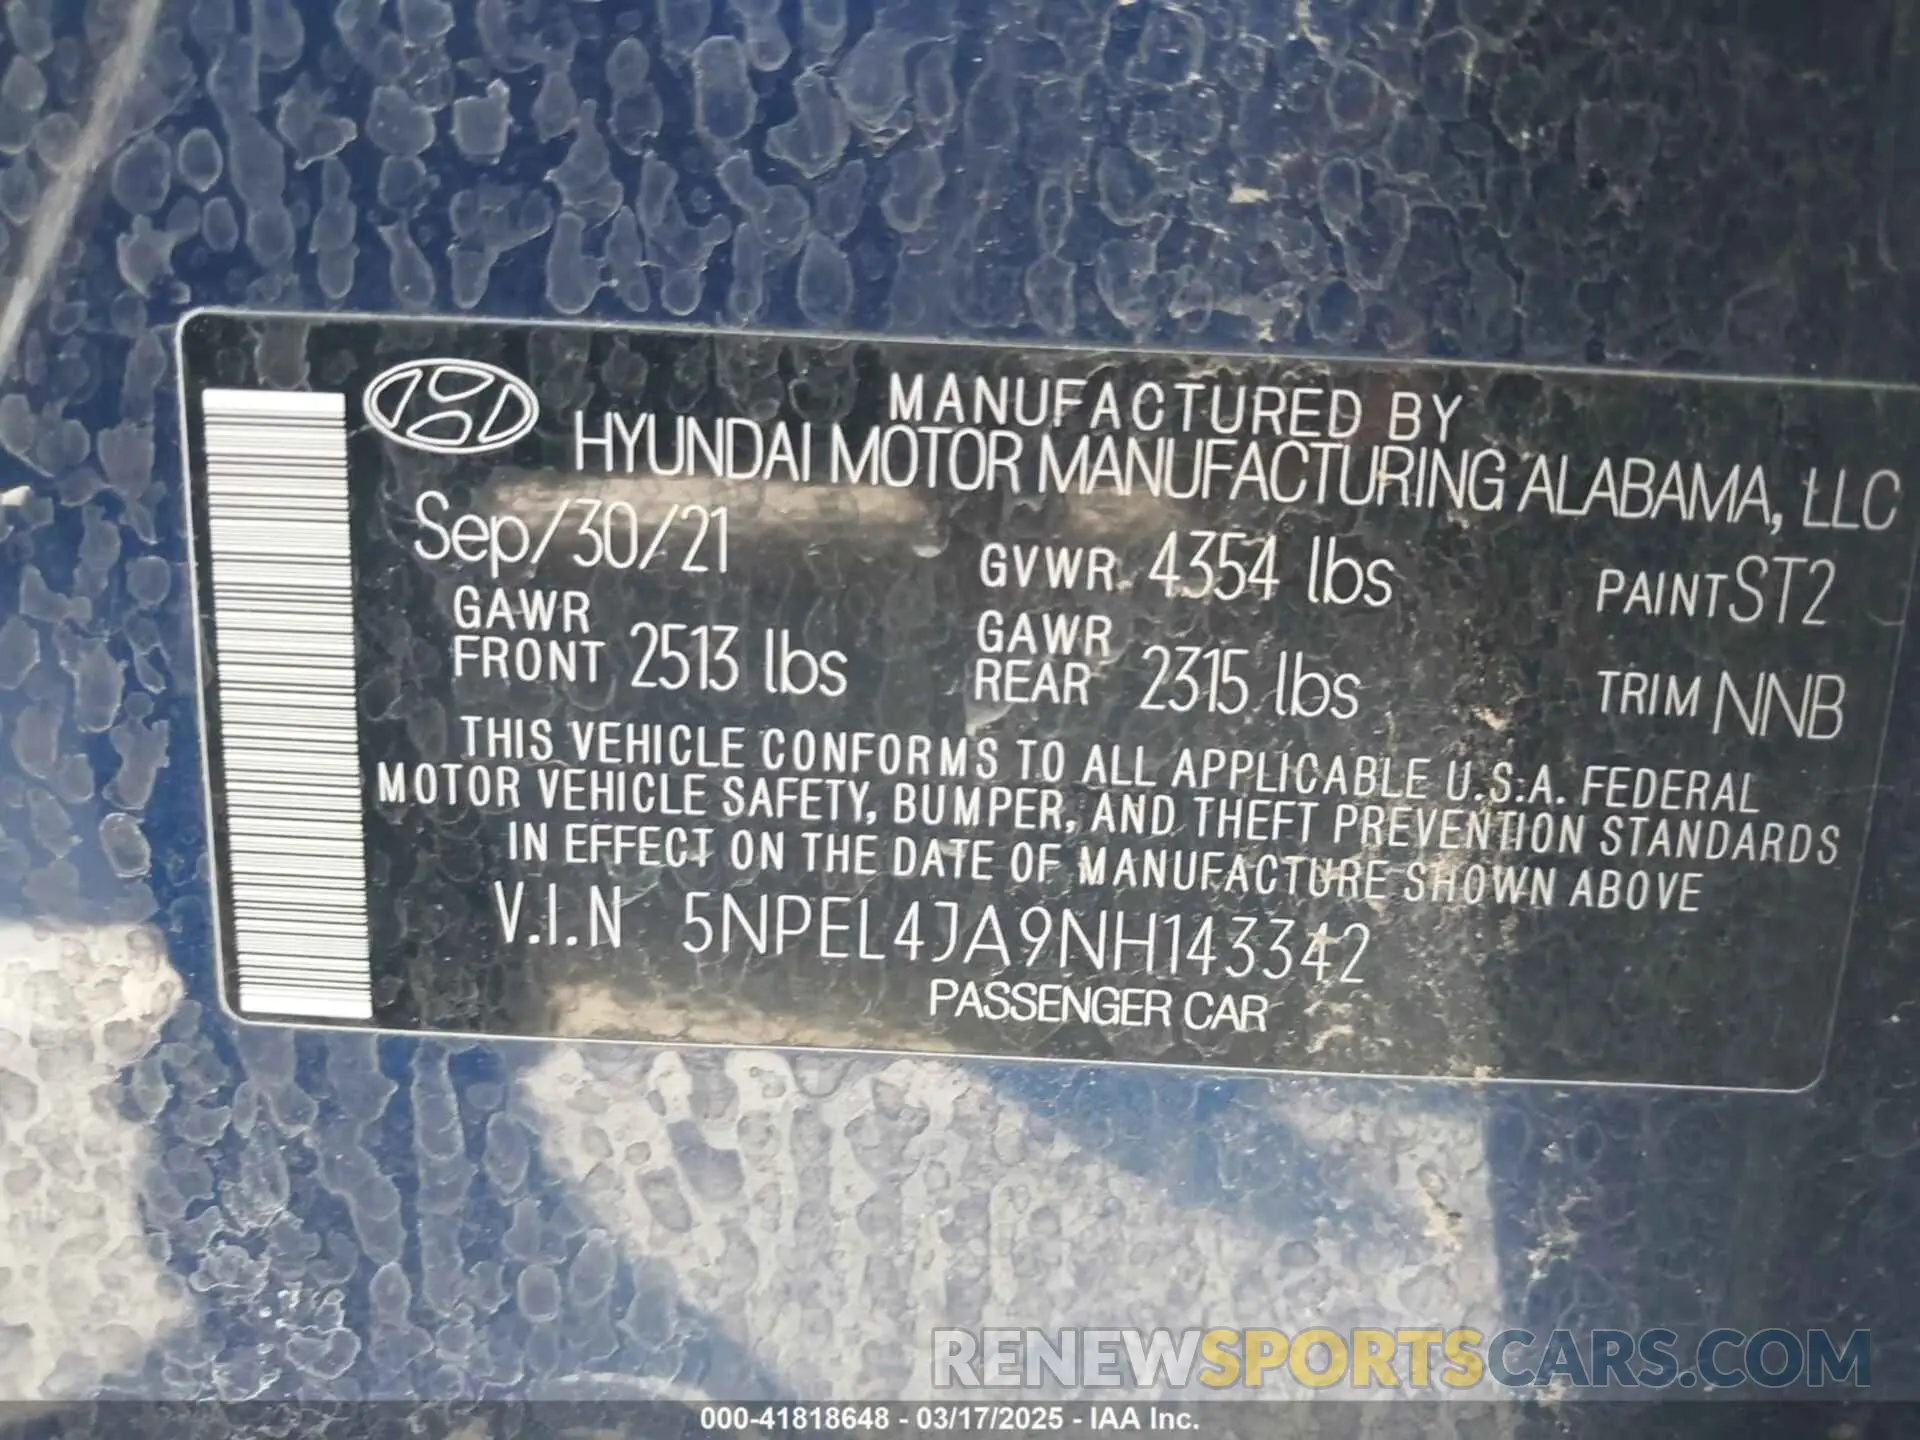 MANUFACTURED BY
HYUNDAI MOTOR MANUFACTURING ALABAMA, LLC
Sep/30/21 GVWR 4354 lbs PAINT ST2
GAWR FRONT 2513 lbs GAWR REAR 2315 lbs TRIM NNB
THIS VEHICLE CONFORMS TO ALL APPLICABLE U.S.A. FEDERAL
MOTOR VEHICLE SAFETY, BUMPER, AND THEFT PREVENTION STANDARDS
IN EFFECT ON THE DATE OF MANUFACTURE SHOWN ABOVE
V.I.N 5NPEL4JA9NH143342
PASSENGER CAR
RENEWSPORTSCARS.COM
000-41818648 - 03/17/2025 - IAA Inc.